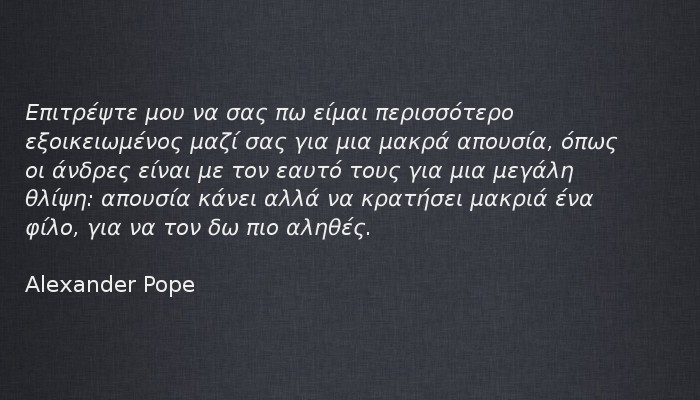 Επιτρέψτε μου να σας πω είμαι περισσότερο
εξοικειωμένος μαζί σας για μια μακρά απουσία, όπως
οι άνδρες είναι με τον εαυτό τους για μια μεγάλη
θλίψη: απουσία κάνει αλλά να κρατήσει μακριά ένα
φίλο, για να τον δω πιο αληθές.
Alexander Pope